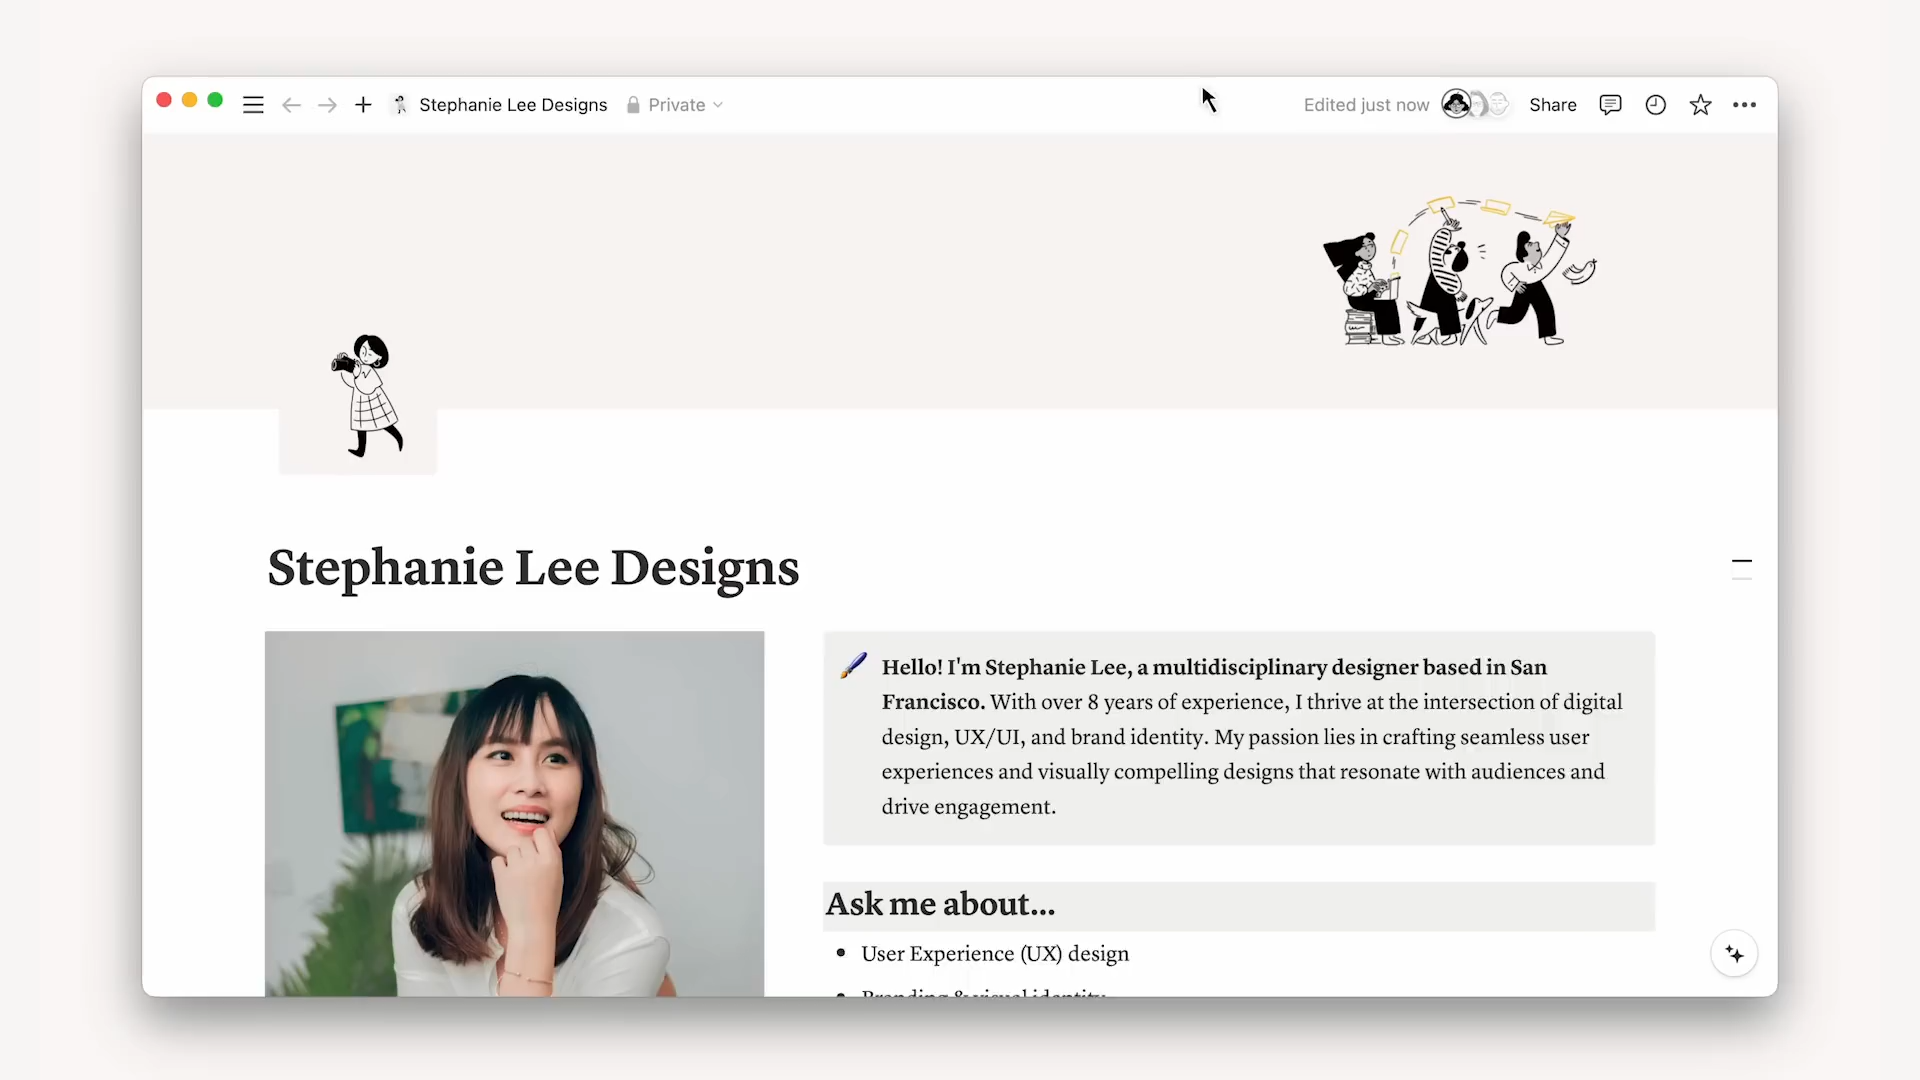 Stephanie Lee Designs
Private
Edited just now
Share
Stephanie Lee Designs
Hello! I'm Stephanie Lee, a multidisciplinary designer based in San
Francisco. With over 8 years of experience, I thrive at the intersection of digital
design, UX/UI, and brand identity. My passion lies in crafting seamless user
experiences and visually compelling designs that resonate with audiences and
drive engagement.
Ask me about...
User Experience (UX) design
Branding & visual identity